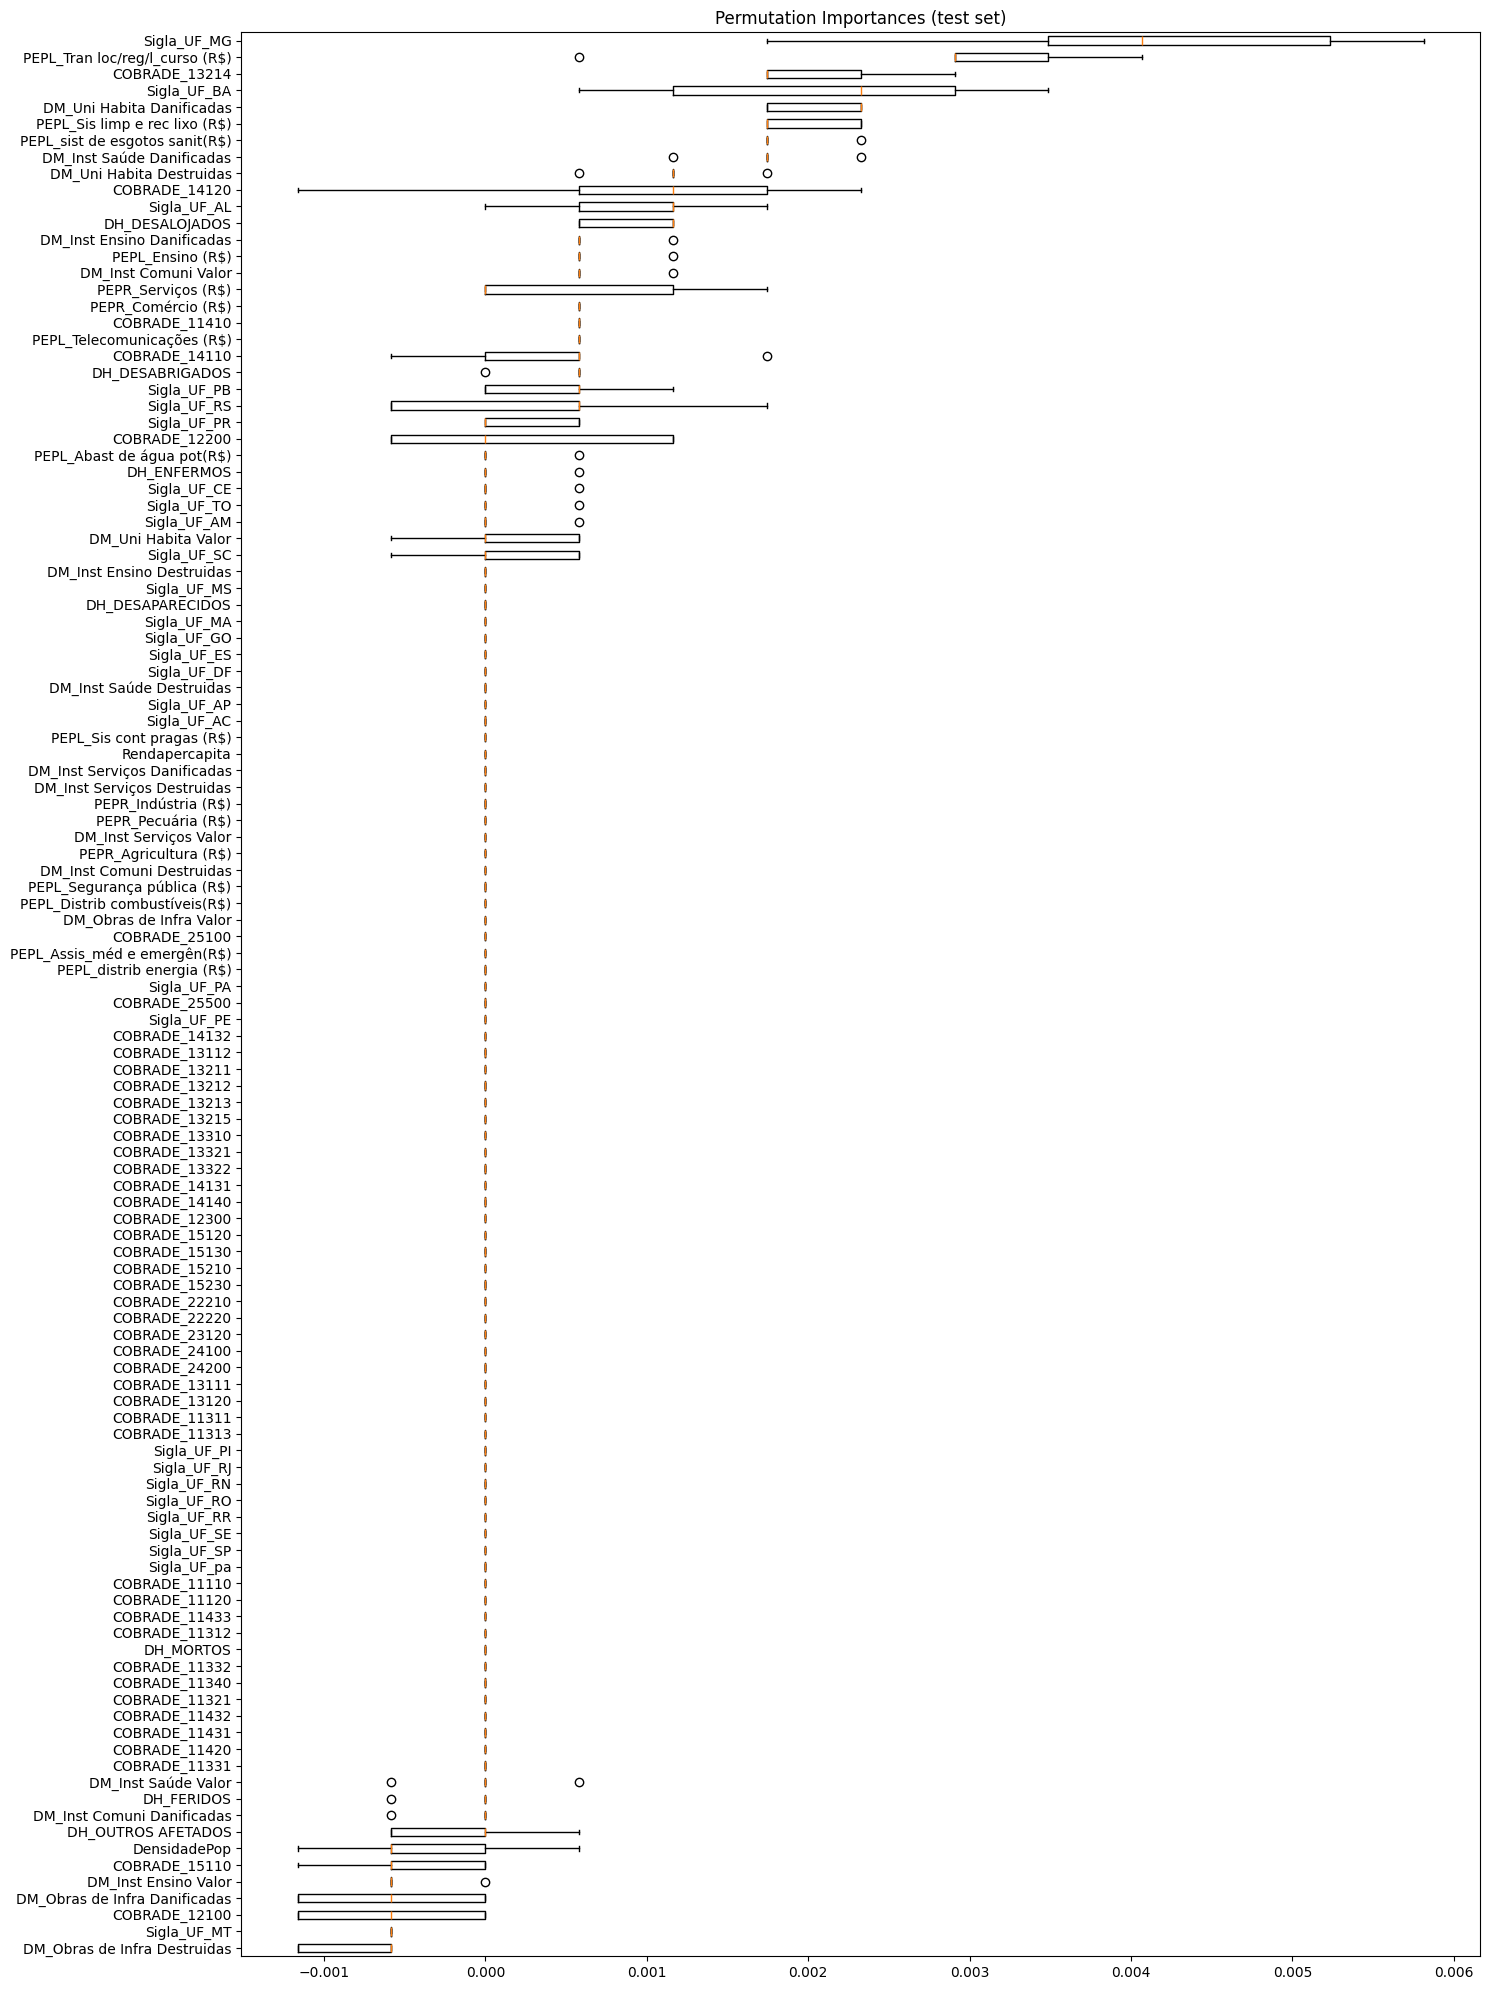 Permutation Importances (test set)
Sigla_UF_MG
PEPL_Tran loc/reg/l_curso (R$)
COBRADE_13214
Sigla_UF_BA
DM_Uni Habita Danificadas
PEPL_Sis limp e rec lixo (R$)
PEPL_sist de esgotos sanit(R$)
DM_Inst Saúde Danificadas
DM_Uni Habita Destruidas
COBRADE_14120
Sigla_UF_AL
DH_DESALOJADOS
DM_Inst Ensino Danificadas
PEPL_Ensino (R$)
DM_Inst Comuni Valor
PEPR_Serviços (R$)
PEPR_Comércio (R$)
COBRADE_11410
PEPL_Telecomunicações (R$)
COBRADE_14110
DH_DESABRIGADOS
Sigla_UF_PB
Sigla_UF_RS
Sigla_UF_PR
COBRADE_12200
PEPL_Abast de água pot(R$)
DH_ENFERMOS
Sigla_UF_CE
Sigla_UF_TO
Sigla_UF_AM
DM_Uni Habita Valor
Sigla_UF_SC
DM_Inst Ensino Destruidas
Sigla_UF_MS
DH_DESAPARECIDOS
Sigla_UF_MA
Sigla_UF_GO
Sigla_UF_ES
Sigla_UF_DF
DM_Inst Saúde Destruidas
Sigla_UF_AP
Sigla_UF_AC
PEPL_Sis cont pragas (R$)
Rendapercapita
DM_Inst Serviços Danificadas
DM_Inst Serviços Destruidas
PEPR_Indústria (R$)
PEPR_Pecuária (R$)
DM_Inst Serviços Valor
PEPR_Agricultura (R$)
DM_Inst Comuni Destruidas
PEPL_Segurança pública (R$)
PEPL_Distrib combustíveis(R$)
DM_Obras de Infra Valor
COBRADE_25100
PEPL_Assis_méd e emergên(R$)
PEPL_distrib energia (R$)
Sigla_UF_PA
COBRADE_25500
Sigla_UF_PE
COBRADE_14132
COBRADE_13112
COBRADE_13211
COBRADE_13212
COBRADE_13213
COBRADE_13215
COBRADE_13310
COBRADE_13321
COBRADE_13322
COBRADE_14131
COBRADE_14140
COBRADE_12300
COBRADE_15120
COBRADE_15130
COBRADE_15210
COBRADE_15230
COBRADE_22210
COBRADE_22220
COBRADE_23120
COBRADE_24100
COBRADE_24200
COBRADE_13111
COBRADE_13120
COBRADE_11311
COBRADE_11313
Sigla_UF_PI
Sigla_UF_RJ
Sigla_UF_RN
Sigla_UF_RO
Sigla_UF_RR
Sigla_UF_SE
Sigla_UF_SP
Sigla_UF_pa
COBRADE_11110
COBRADE_11120
COBRADE_11433
COBRADE_11312
DH_MORTOS
COBRADE_11332
COBRADE_11340
COBRADE_11321
COBRADE_11432
COBRADE_11431
COBRADE_11420
COBRADE_11331
DM_Inst Saúde Valor
DH_FERIDOS
DM_Inst Comuni Danificadas
DH_OUTROS AFETADOS
DensidadePop
COBRADE_15110
DM_Inst Ensino Valor
DM_Obras de Infra Danificadas
COBRADE_12100
Sigla_UF_MT
DM_Obras de Infra Destruidas
−0.001 0.000 0.001 0.002 0.003 0.004 0.005 0.006